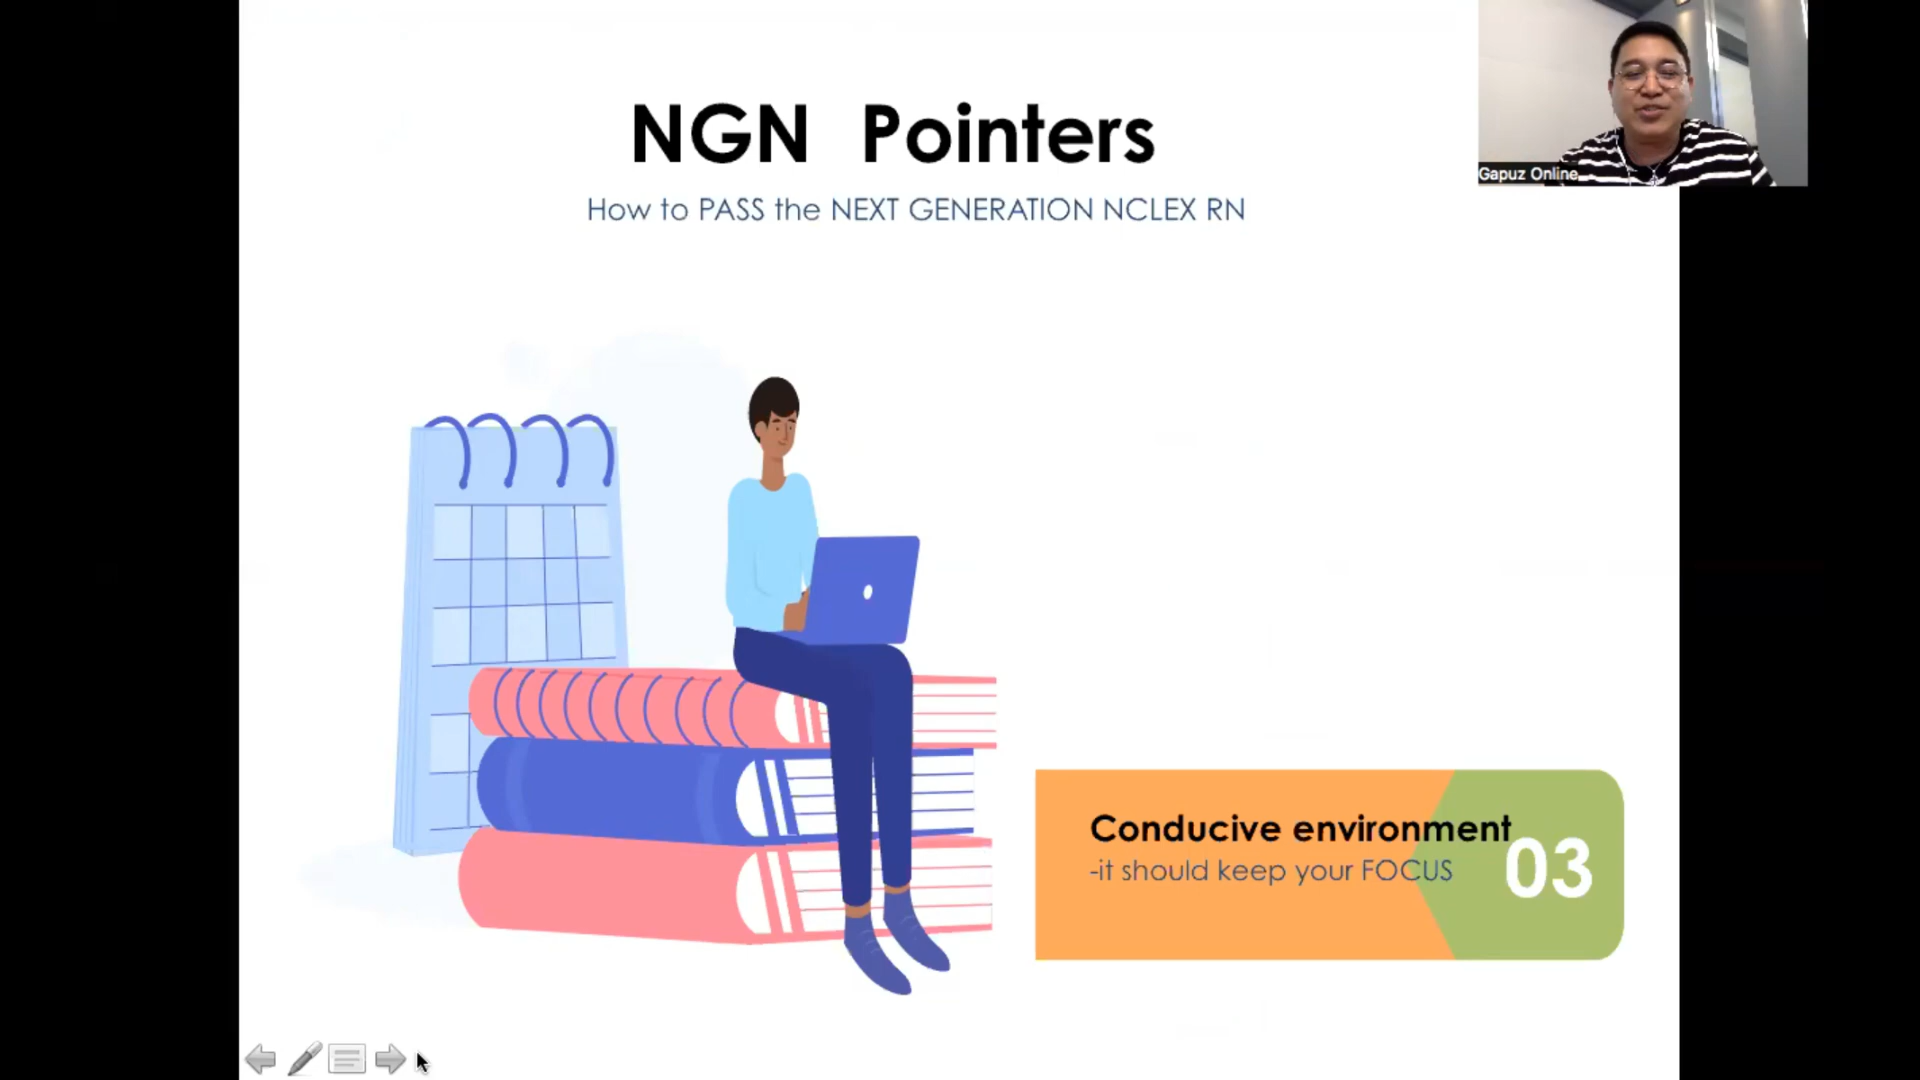 NGN Pointers
How to PASS the NEXT GENERATION NCLEX RN
Gapuz Online
Conducive environment
-it should keep your FOCUS
03